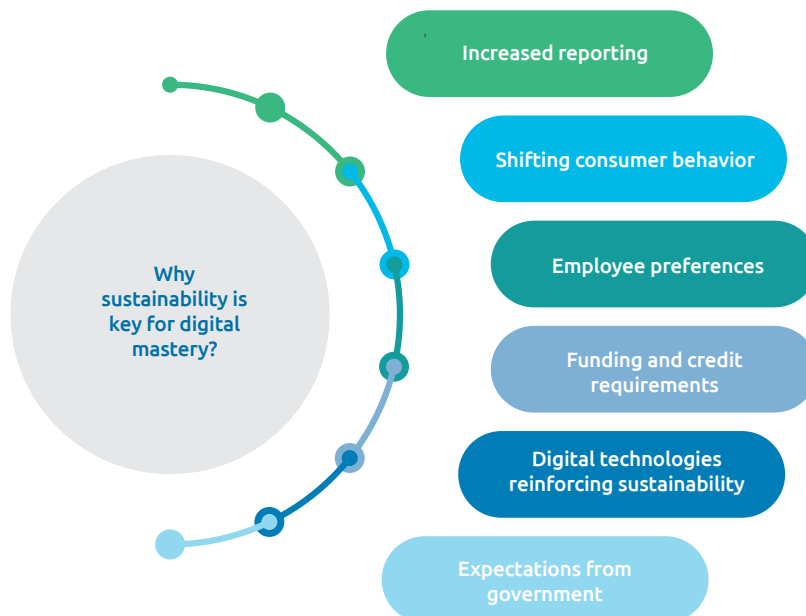 Increased reporting
Shifting consumer behavior
Why
sustainability is
key for digital
mastery?
Employee preferences
Funding and credit
requirements
Digital technologies
reinforcing sustainability
Expectations from
government